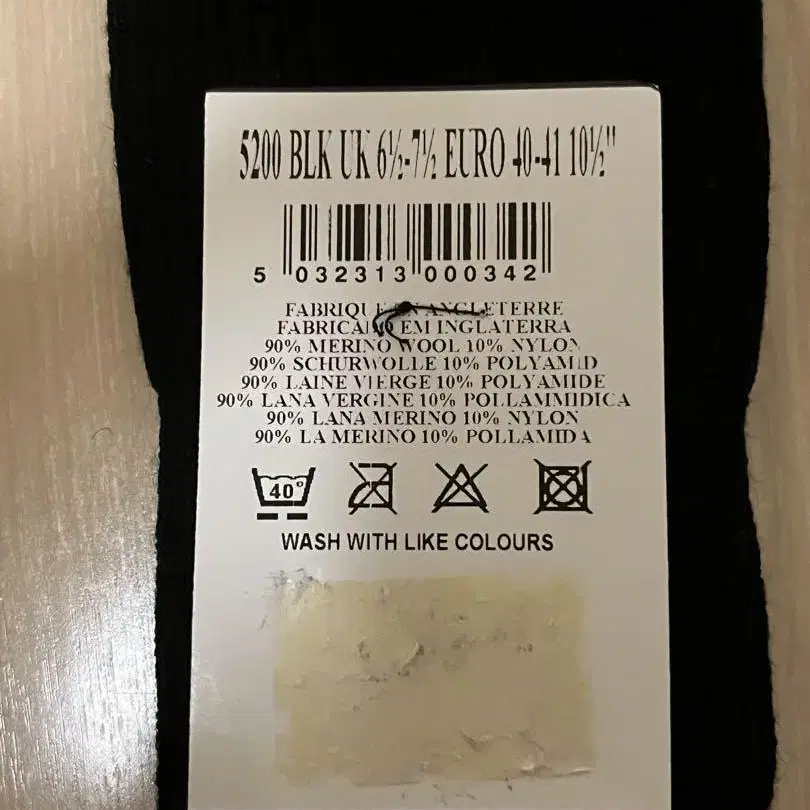 5200 BLK UK 6½-7½ EURO 40-41 10½"
5 032313 000342
FABRIQUE EN ANGLETERRE
FABRICADO EM INGLATERRA
90% MERINO WOOL 10% NYLON
90% SCHURWOLLE 10% POLYAMID
90% LAINE VIERGE 10% POLYAMIDE
90% LANA VERGINE 10% POLLAMMIDICA
90% LANA MERINO 10% NYLON
90% LA MERINO 10% POLLAMIDA
40°
WASH WITH LIKE COLOURS